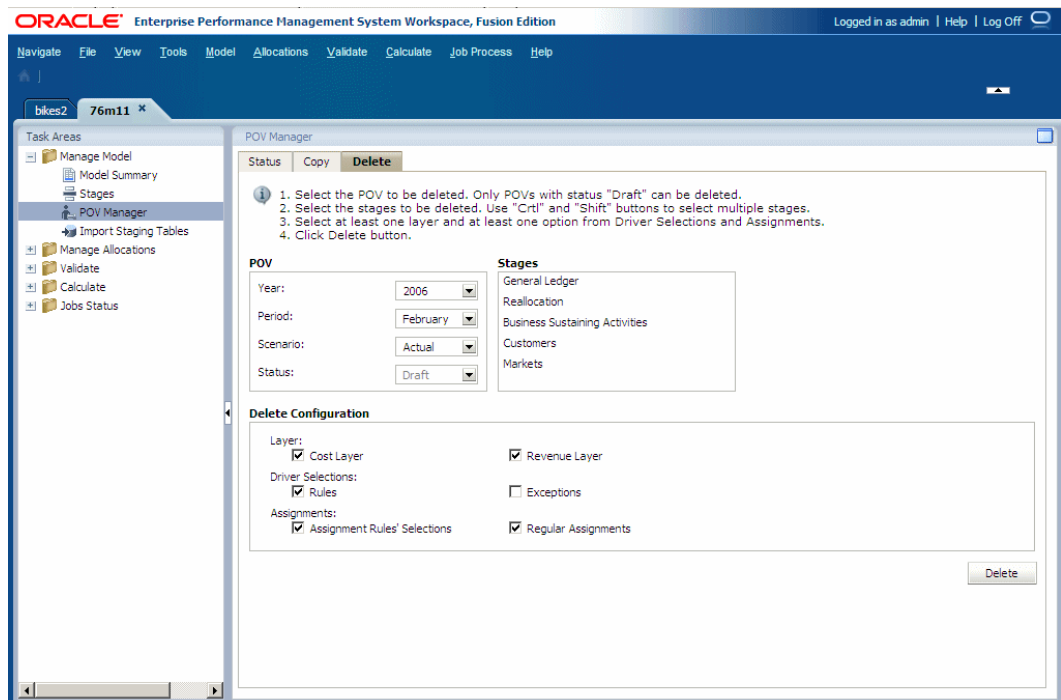 ORACLE Enterprise Performance Management System Workspace, Fusion Edition
Logged in as admin | Help | Log Off
Navigate File View Tools Model Allocations Validate Calculate Job Process Help
bikes2 76m11 ×
Task Areas
Manage Model
Model Summary
Stages
POV Manager
Import Staging Tables
Manage Allocations
Validate
Calculate
Jobs Status
POV Manager
Status Copy Delete
1. Select the POV to be deleted. Only POVs with status "Draft" can be deleted.
2. Select the stages to be deleted. Use "Crtl" and "Shift" buttons to select multiple stages.
3. Select at least one layer and at least one option from Driver Selections and Assignments.
4. Click Delete button.
POV
Year: 2006
Period: February
Scenario: Actual
Status: Draft
Stages
General Ledger
Reallocation
Business Sustaining Activities
Customers
Markets
Delete Configuration
Layer:
Cost Layer Revenue Layer
Driver Selections:
Rules Exceptions
Assignments:
Assignment Rules' Selections Regular Assignments
Delete